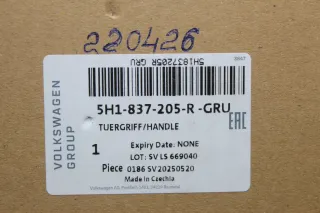 220426
5H1837205R GRU
VOLKSWAGEN
GROUP
5H1-837-205-R -GRU
TUERGRIFF/HANDLE
EAC
1
Expiry Date: NONE
LOT: SV LS 669040
Piece 0186 SV20250520
Made in Czechia